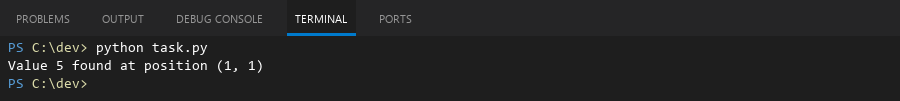 PROBLEMS OUTPUT DEBUG CONSOLE TERMINAL PORTS
PS C:\dev> python task.py
Value 5 found at position (1, 1)
PS C:\dev>